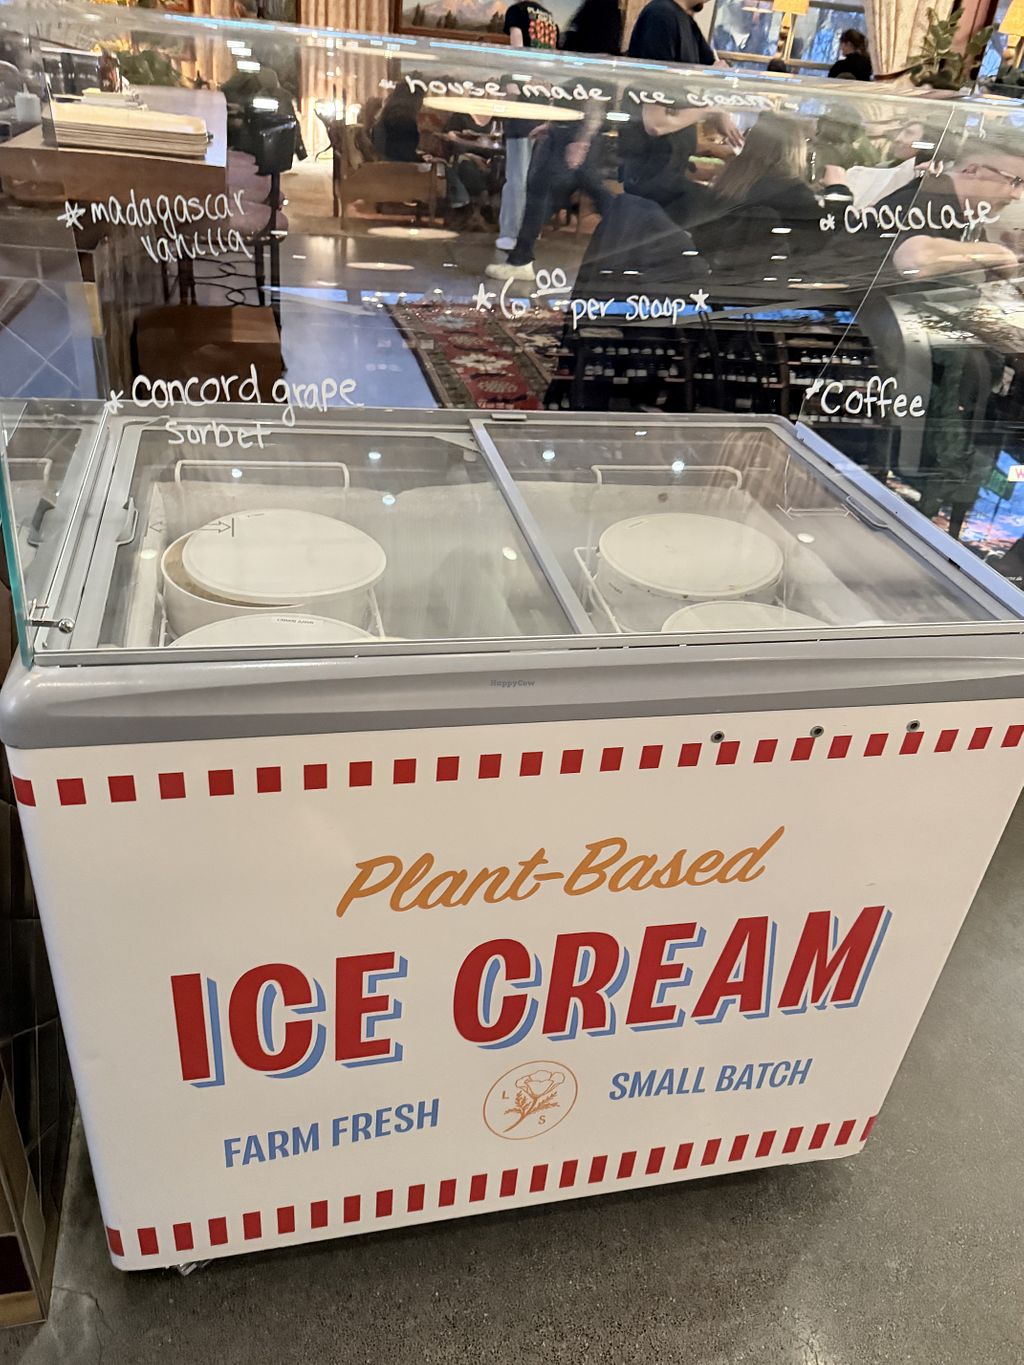 house made ice cream
*madagascar
vanilla
*chocolate
*6.00 per scoop*
*concord grape
sorbet
*Coffee
HappyCow
Plant-Based
ICE CREAM
L S
FARM FRESH
SMALL BATCH